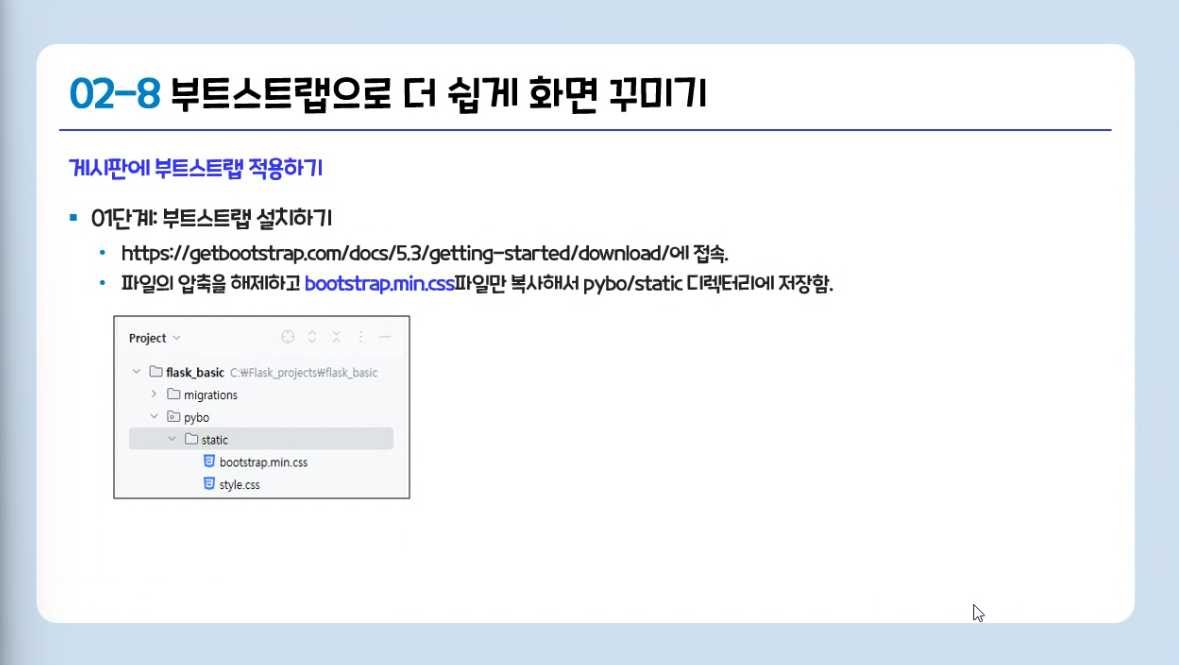 02-8 부트스트랩으로 더 쉽게 화면 꾸미기
게시판에 부트스트랩 적용하기
01단계: 부트스트랩 설치하기
https://getbootstrap.com/docs/5.3/getting-started/download/에 접속.
파일의 압축을 해제하고 bootstrap.min.css파일만 복사해서 pybo/static 디렉터리에 저장함.
Project
flask_basic C:₩Flask_projects₩flask_basic
migrations
pybo
static
bootstrap.min.css
style.css